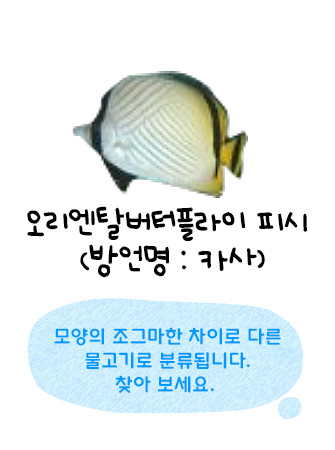 오리엔탈버터플라이 피시
(방언명 : 카사)
모양의 조그마한 차이로 다른
물고기로 분류됩니다.
찾아 보세요.